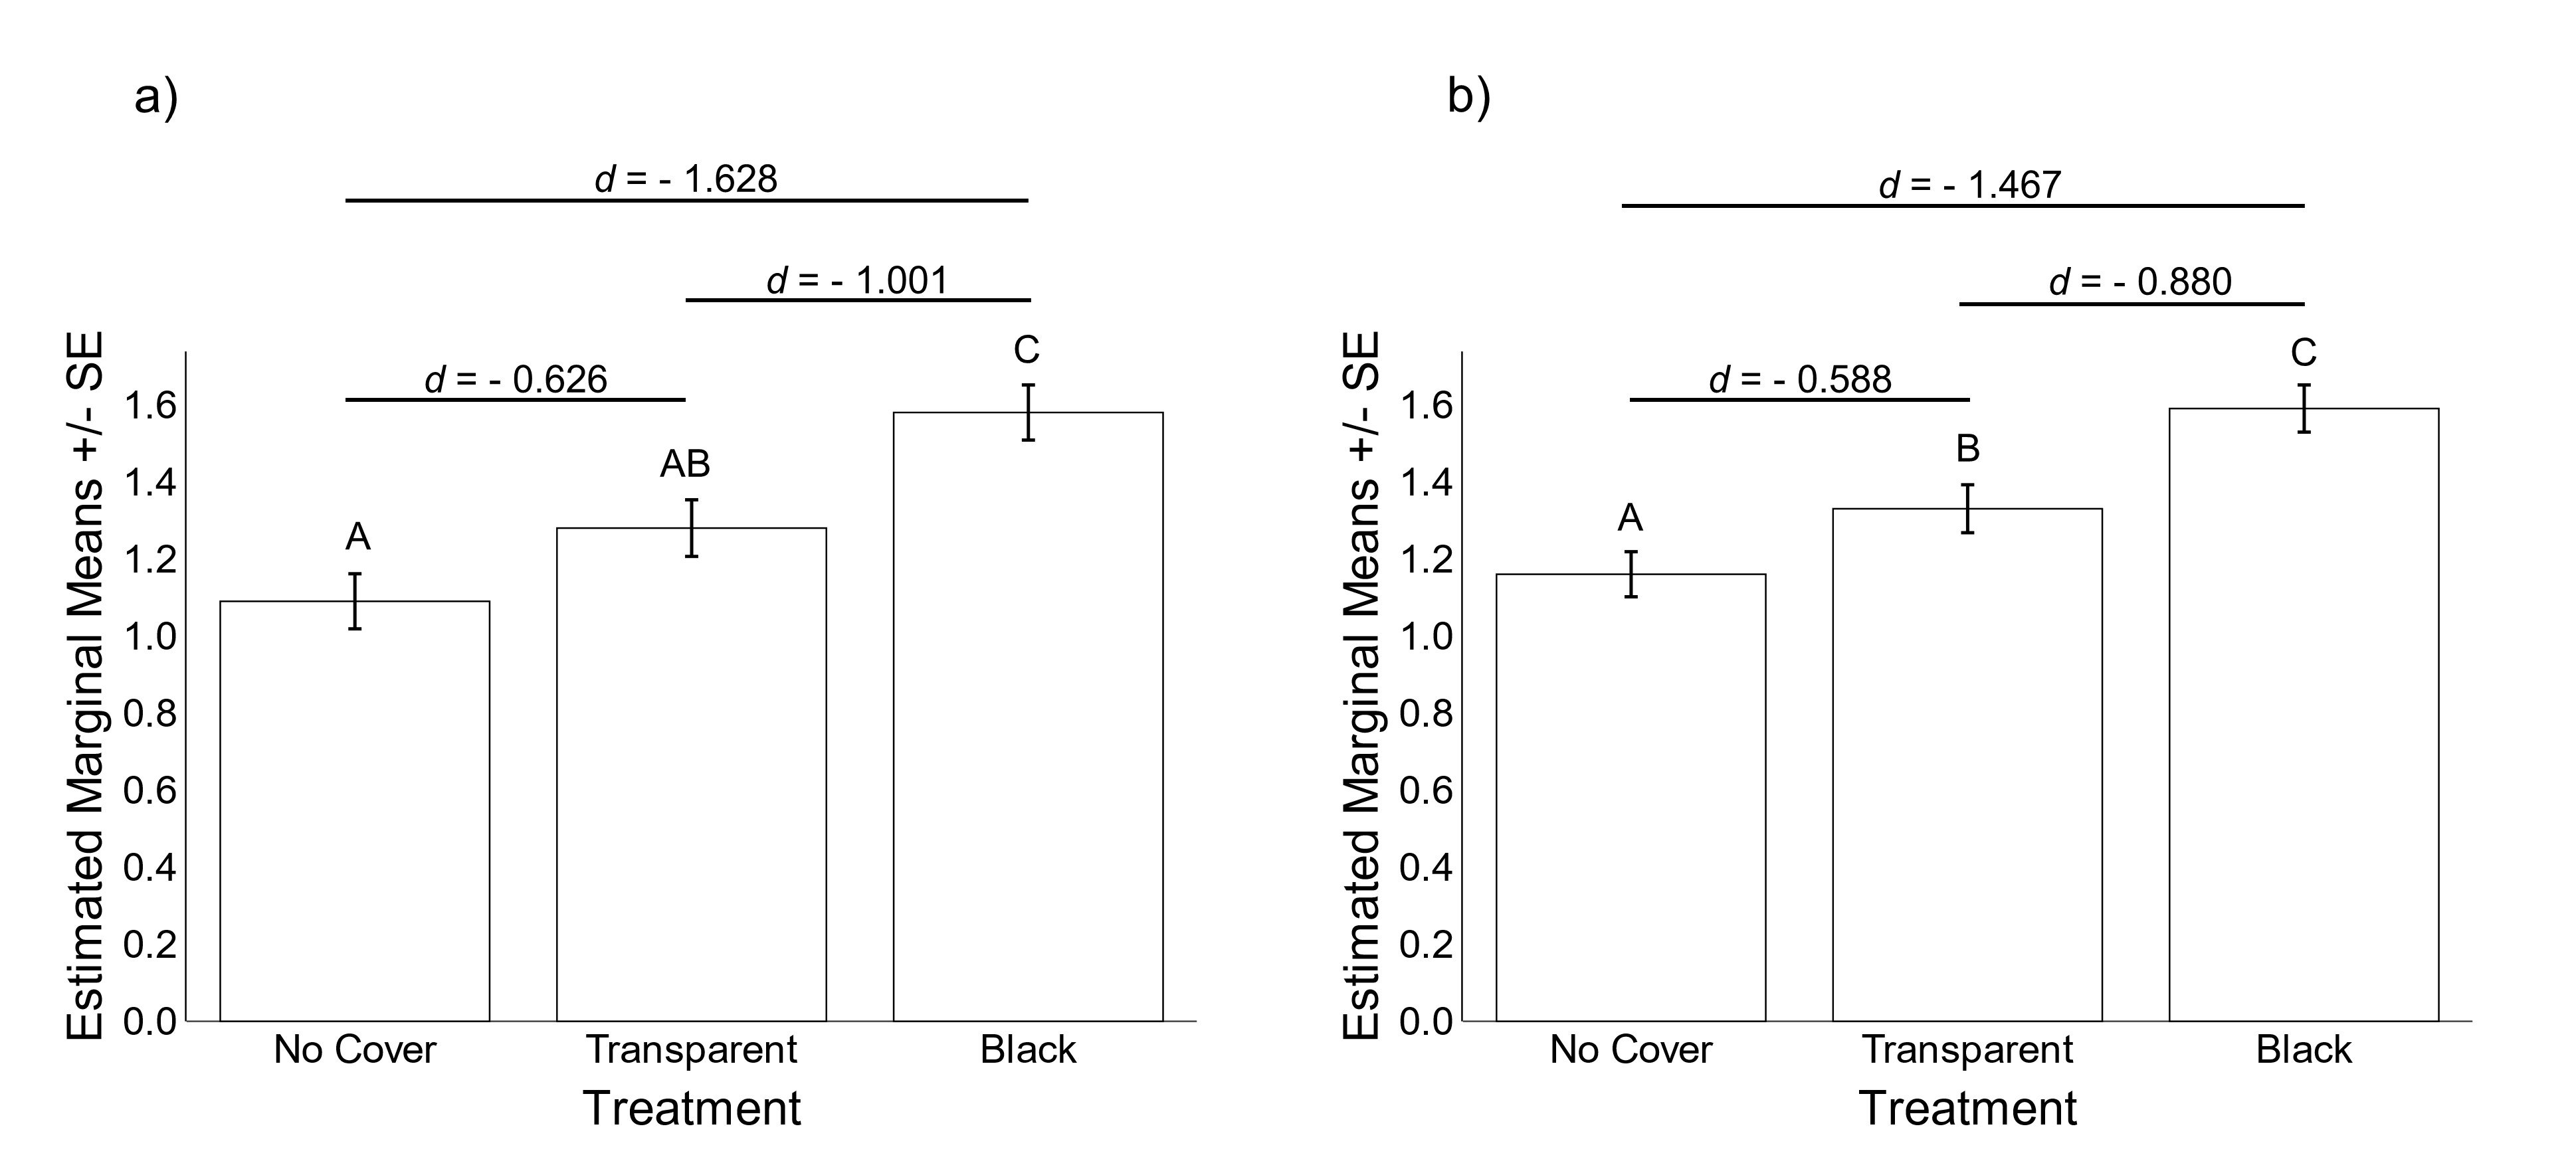 a)
d = - 1.628
d = - 1.001
d = - 0.626
A
AB
C
Estimated Marginal Means +/- SE
1.6
1.4
1.2
1.0
0.8
0.6
0.4
0.2
0.0
No Cover Transparent Black
Treatment
b)
d = - 1.467
d = - 0.880
d = - 0.588
A
B
C
Estimated Marginal Means +/- SE
1.6
1.4
1.2
1.0
0.8
0.6
0.4
0.2
0.0
No Cover Transparent Black
Treatment